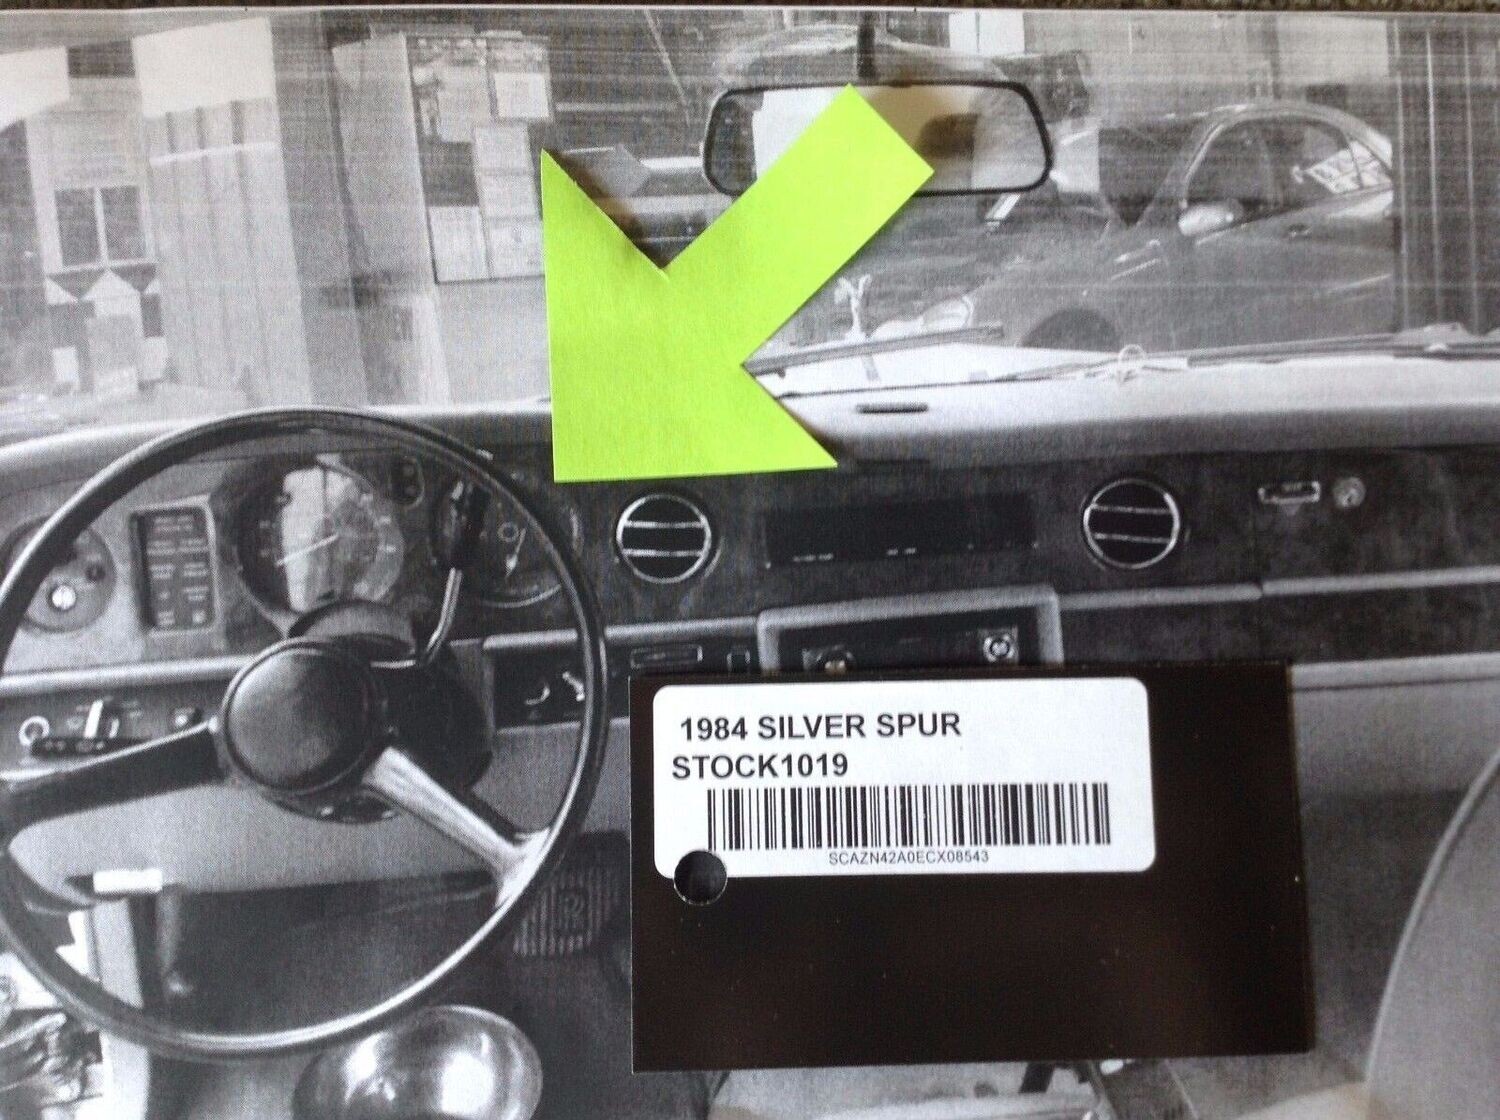 1984 SILVER SPUR
STOCK1019
SCAZN42A0ECX08543